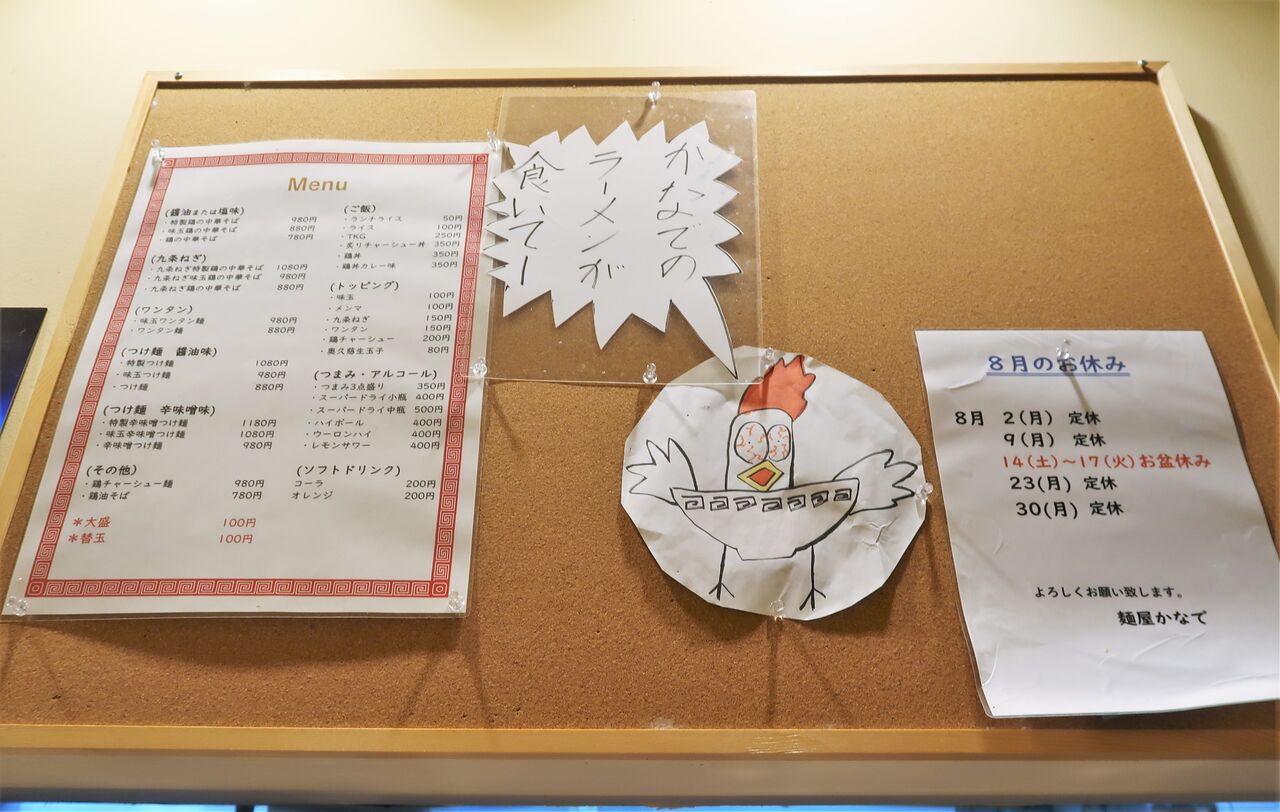 Menu
(醤油または塩味)
・特製鶏の中華そば 980円
・味玉鶏の中華そば 880円
・鶏の中華そば 780円
(九条ねぎ)
・九条ねぎ特製鶏の中華そば 1080円
・九条ねぎ味玉鶏の中華そば 980円
・九条ねぎ鶏の中華そば 880円
(ワンタン)
・味玉ワンタン麺 980円
・ワンタン麺 880円
(つけ麺 醤油味)
・特製つけ麺 1080円
・味玉つけ麺 980円
・つけ麺 880円
(つけ麺 辛味噌味)
・特製辛味噌つけ麺 1180円
・味玉辛味噌つけ麺 1080円
・辛味噌つけ麺 980円
(その他)
・鶏チャーシュー麺 980円
・鶏油そば 780円
*大盛 100円
*替玉 100円
(ご飯)
・ランチライス 50円
・ライス 100円
・TKG 250円
・炙りチャーシュー丼 350円
・鶏丼 350円
・鶏丼カレー味 350円
(トッピング)
・味玉 100円
・メンマ 100円
・九条ねぎ 150円
・ワンタン 150円
・鶏チャーシュー 200円
・奥久慈生玉子 80円
(つまみ・アルコール)
・つまみ3点盛り 350円
・スーパードライ小瓶 400円
・スーパードライ中瓶 500円
・ハイボール 400円
・ウーロンハイ 400円
・レモンサワー 400円
(ソフトドリンク)
コーラ 200円
オレンジ 200円
かなでの
ラーメンが
食いてー
8月のお休み
8月 2(月) 定休
9(月) 定休
14(土)~17(火)お盆休み
23(月) 定休
30(月) 定休
よろしくお願い致します。
麺屋かなで